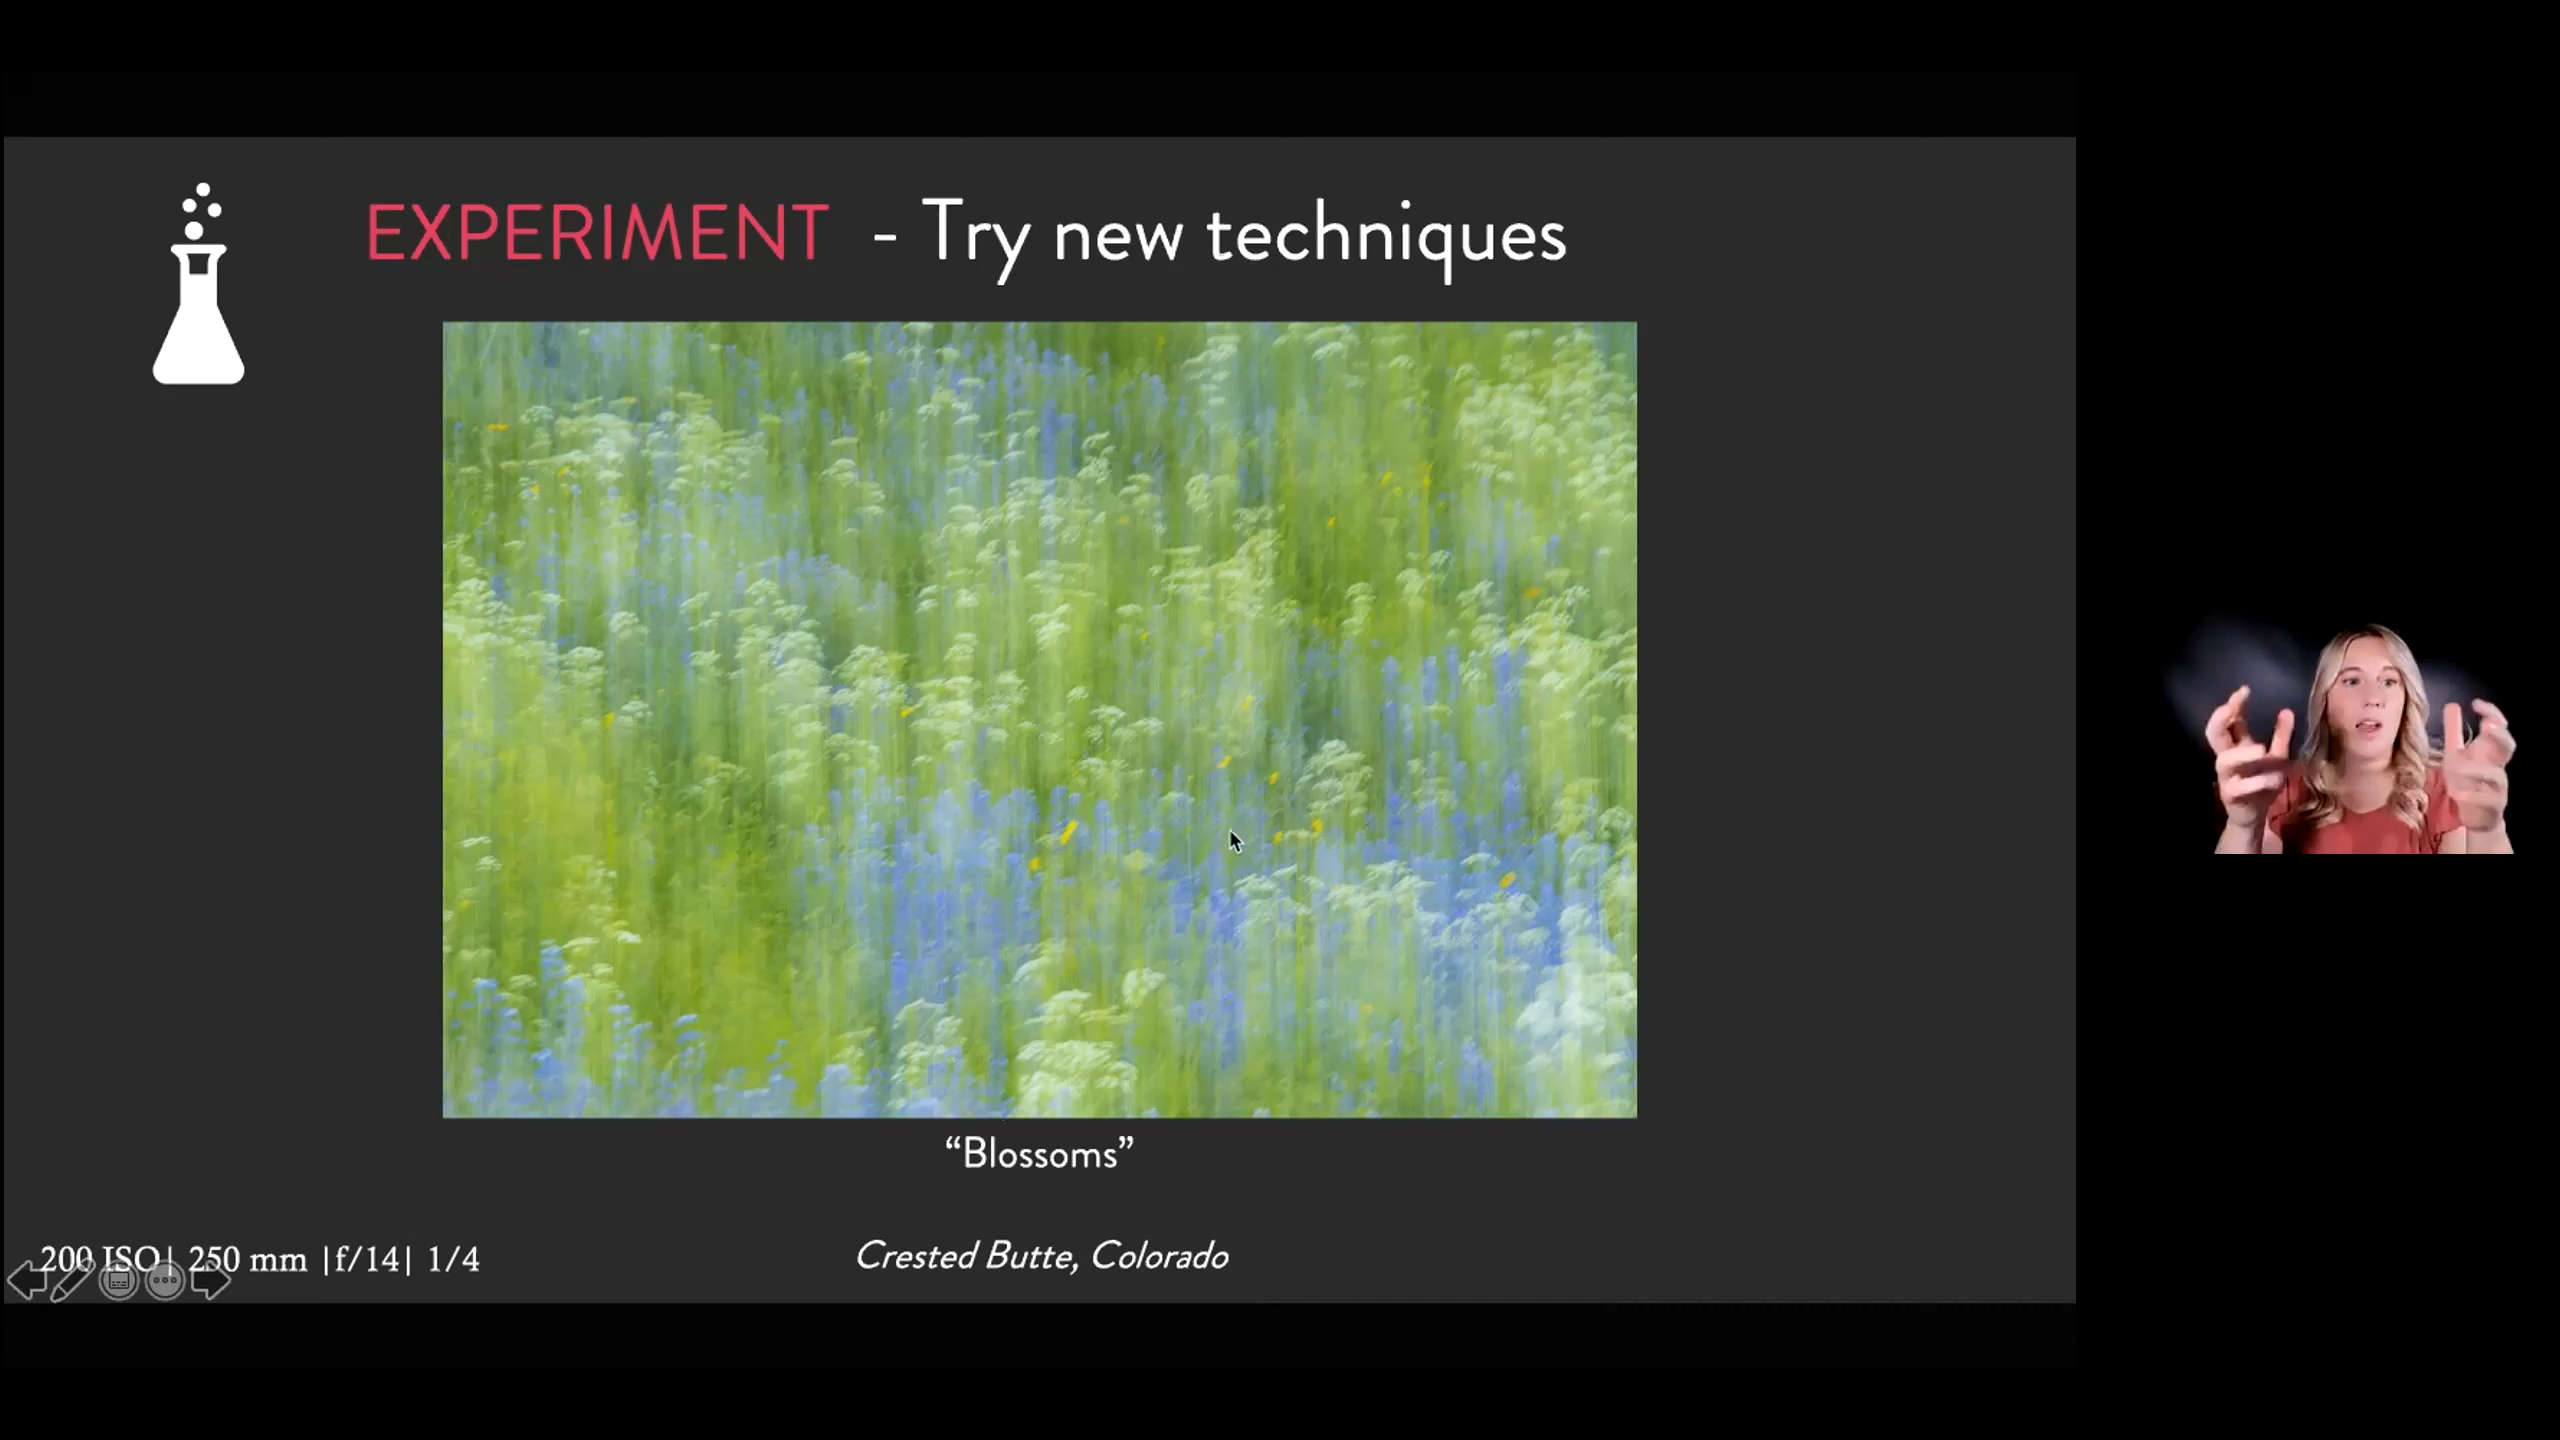 EXPERIMENT - Try new techniques
“Blossoms”
Crested Butte, Colorado
200 ISO| 250 mm |f/14| 1/4